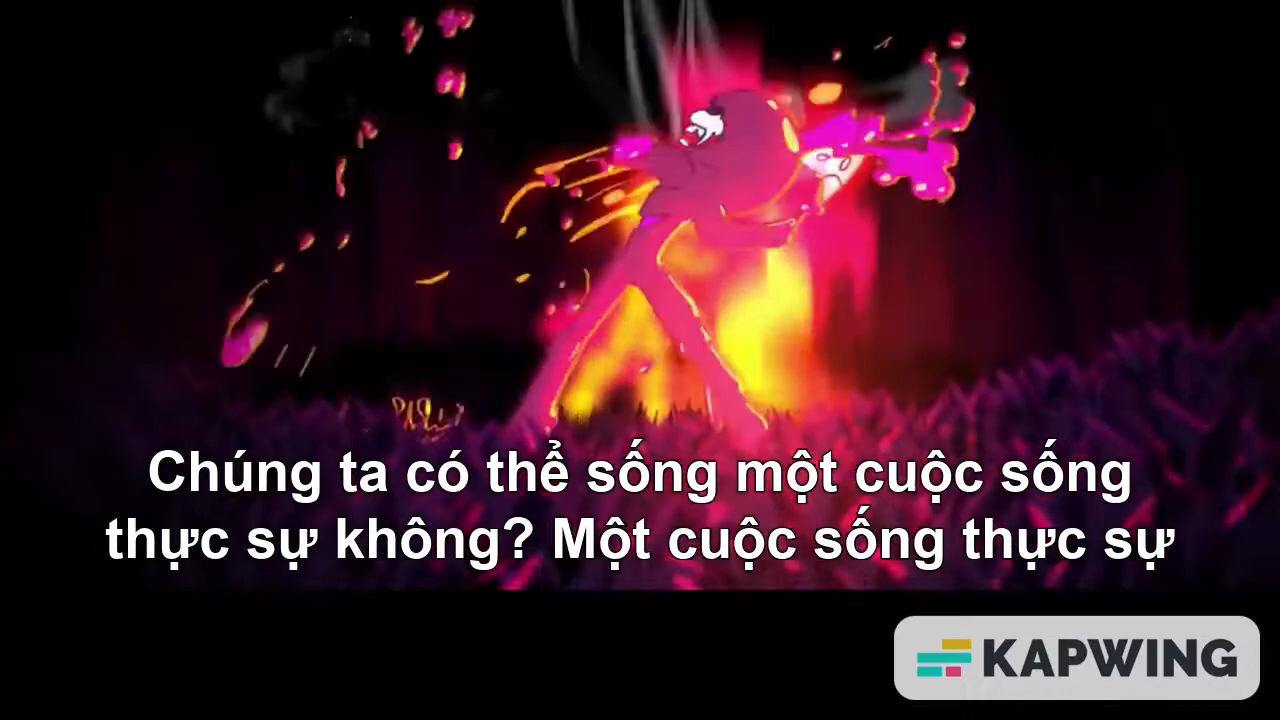 Chúng ta có thể sống một cuộc sống
thực sự không? Một cuộc sống thực sự
KAPWING